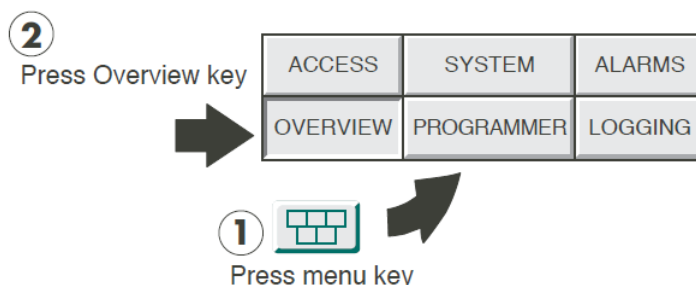 2
Press Overview key
ACCESS SYSTEM ALARMS
OVERVIEW PROGRAMMER LOGGING
1
Press menu key